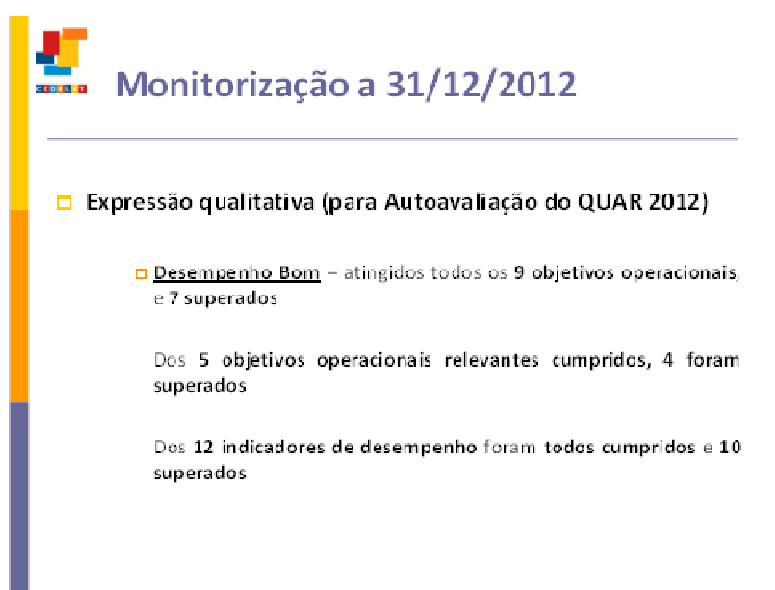 CEDRLVT
Monitorização a 31/12/2012
Expressão qualitativa (para Autoavaliação do QUAR 2012)
Desempenho Bom – atingidos todos os 9 objetivos operacionais,
e 7 superados
Dos 5 objetivos operacionais relevantes cumpridos, 4 foram
superados
Dos 12 indicadores de desempenho foram todos cumpridos e 10
superados